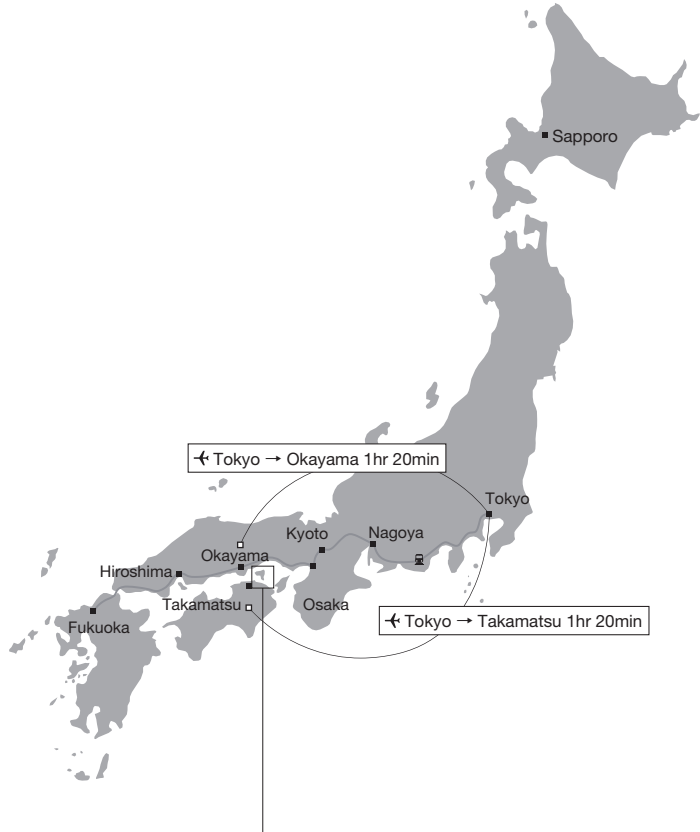 Sapporo
Tokyo → Okayama 1hr 20min
Tokyo
Kyoto
Nagoya
Okayama
Hiroshima
Takamatsu
Osaka
Tokyo → Takamatsu 1hr 20min
Fukuoka